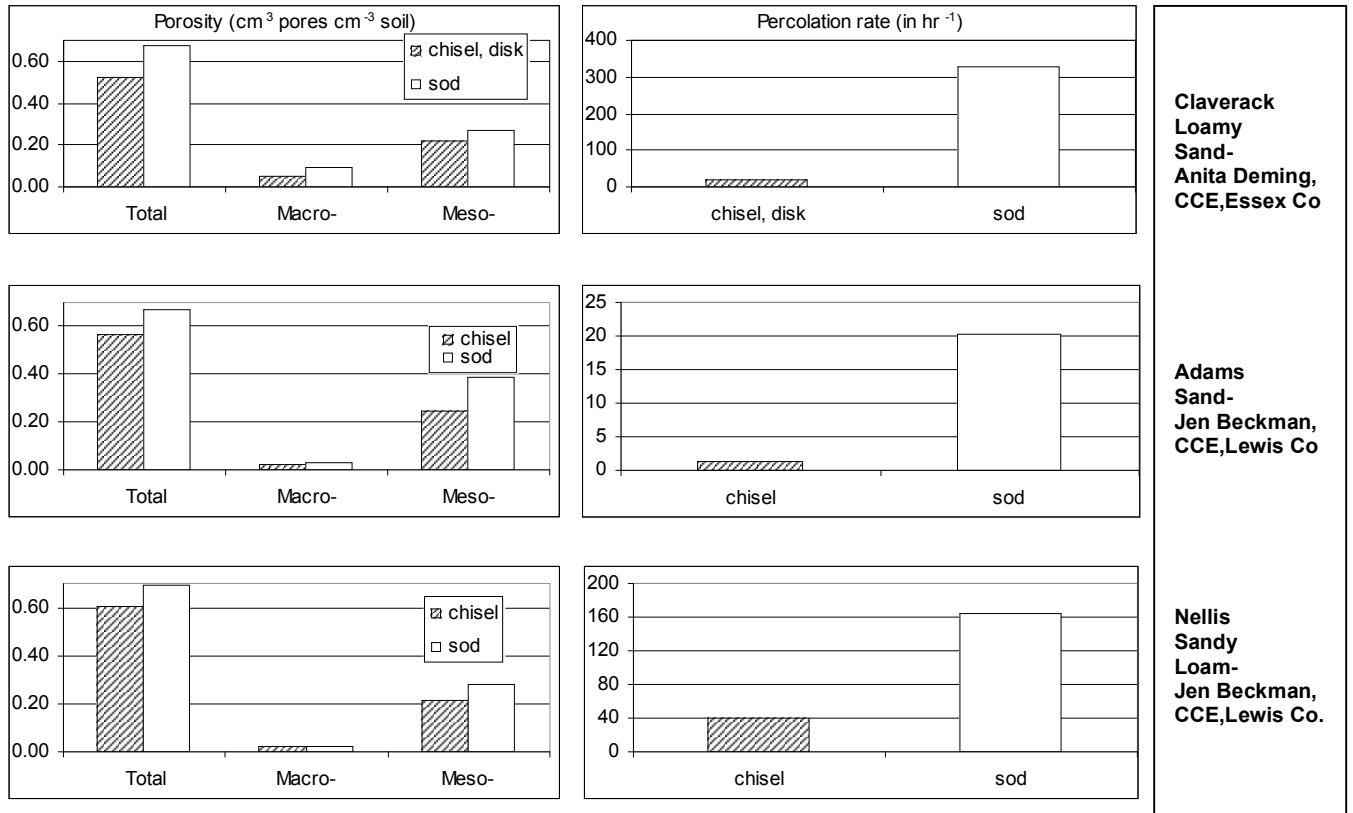 Porosity (cm³ pores cm⁻³ soil)
0.60
0.40
0.20
0.00
chisel, disk
sod
Total Macro- Meso-
Percolation rate (in hr⁻¹)
400
300
200
100
0
chisel, disk sod
Claverack
Loamy
Sand-
Anita Deming,
CCE,Essex Co
0.60
0.40
0.20
0.00
chisel
sod
Total Macro- Meso-
25
20
15
10
5
0
chisel sod
Adams
Sand-
Jen Beckman,
CCE,Lewis Co
0.60
0.40
0.20
0.00
chisel
sod
Total Macro- Meso-
200
160
120
80
40
0
chisel sod
Nellis
Sandy
Loam-
Jen Beckman,
CCE,Lewis Co.